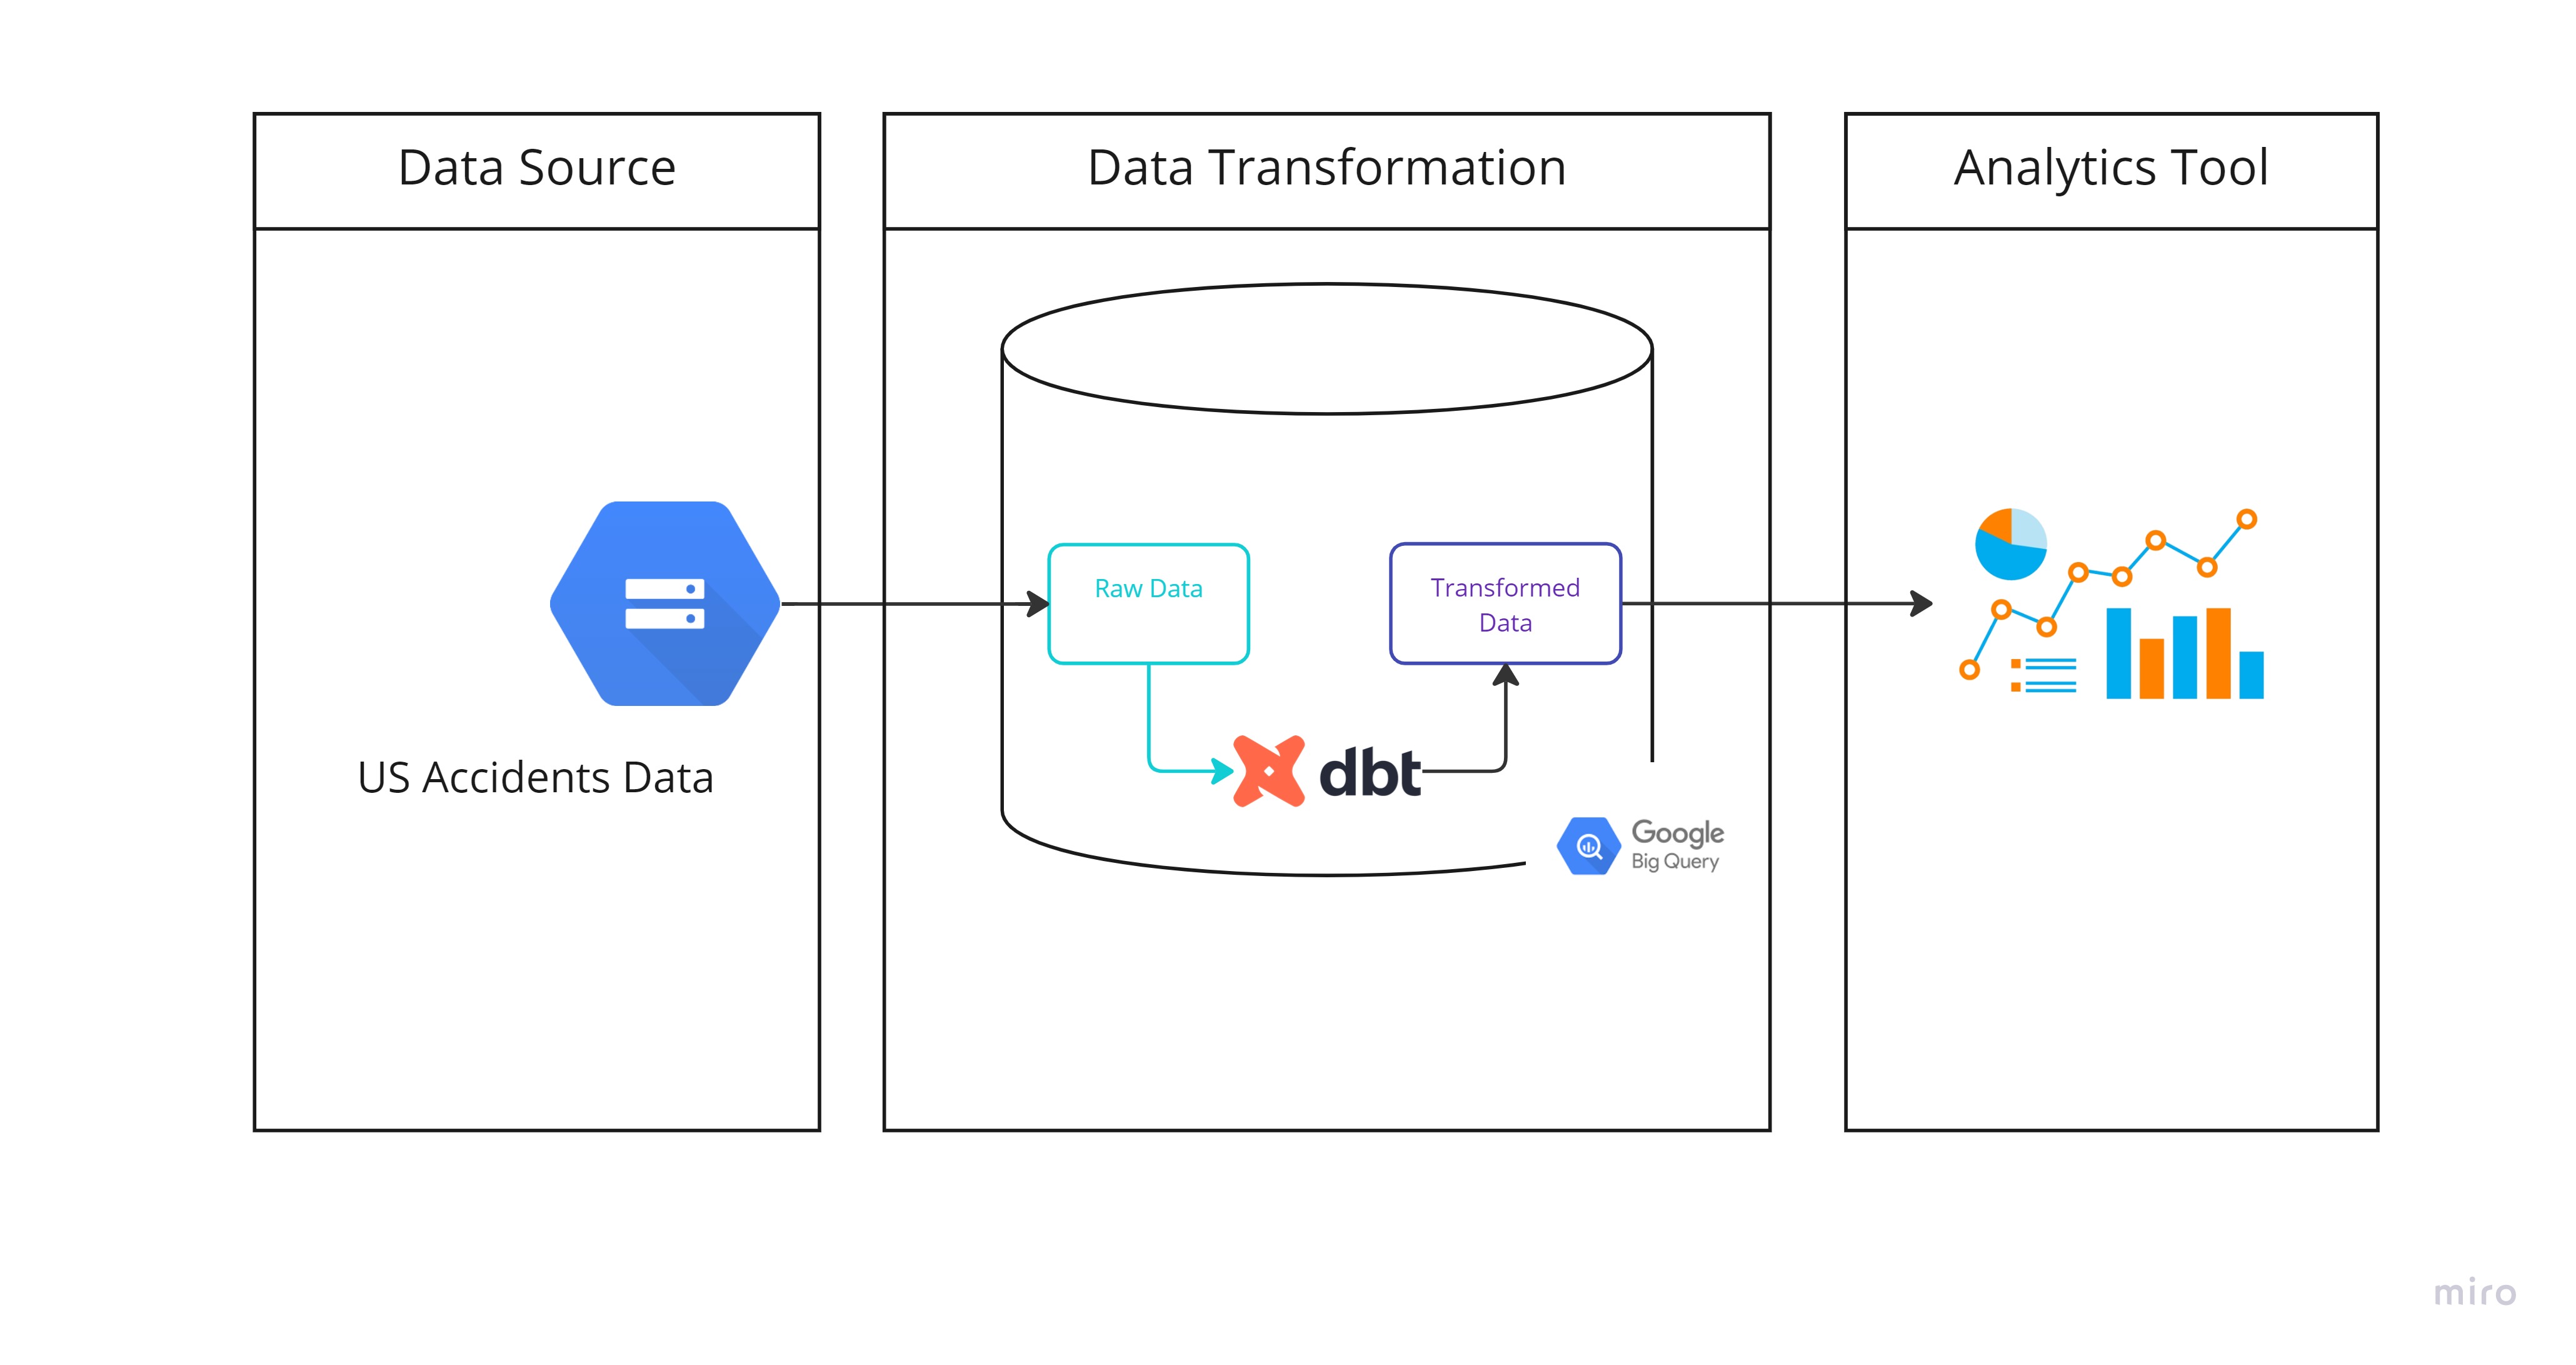 Data Source
Data Transformation
Analytics Tool
Raw Data
Transformed
Data
US Accidents Data
dbt
Google
Big Query
miro